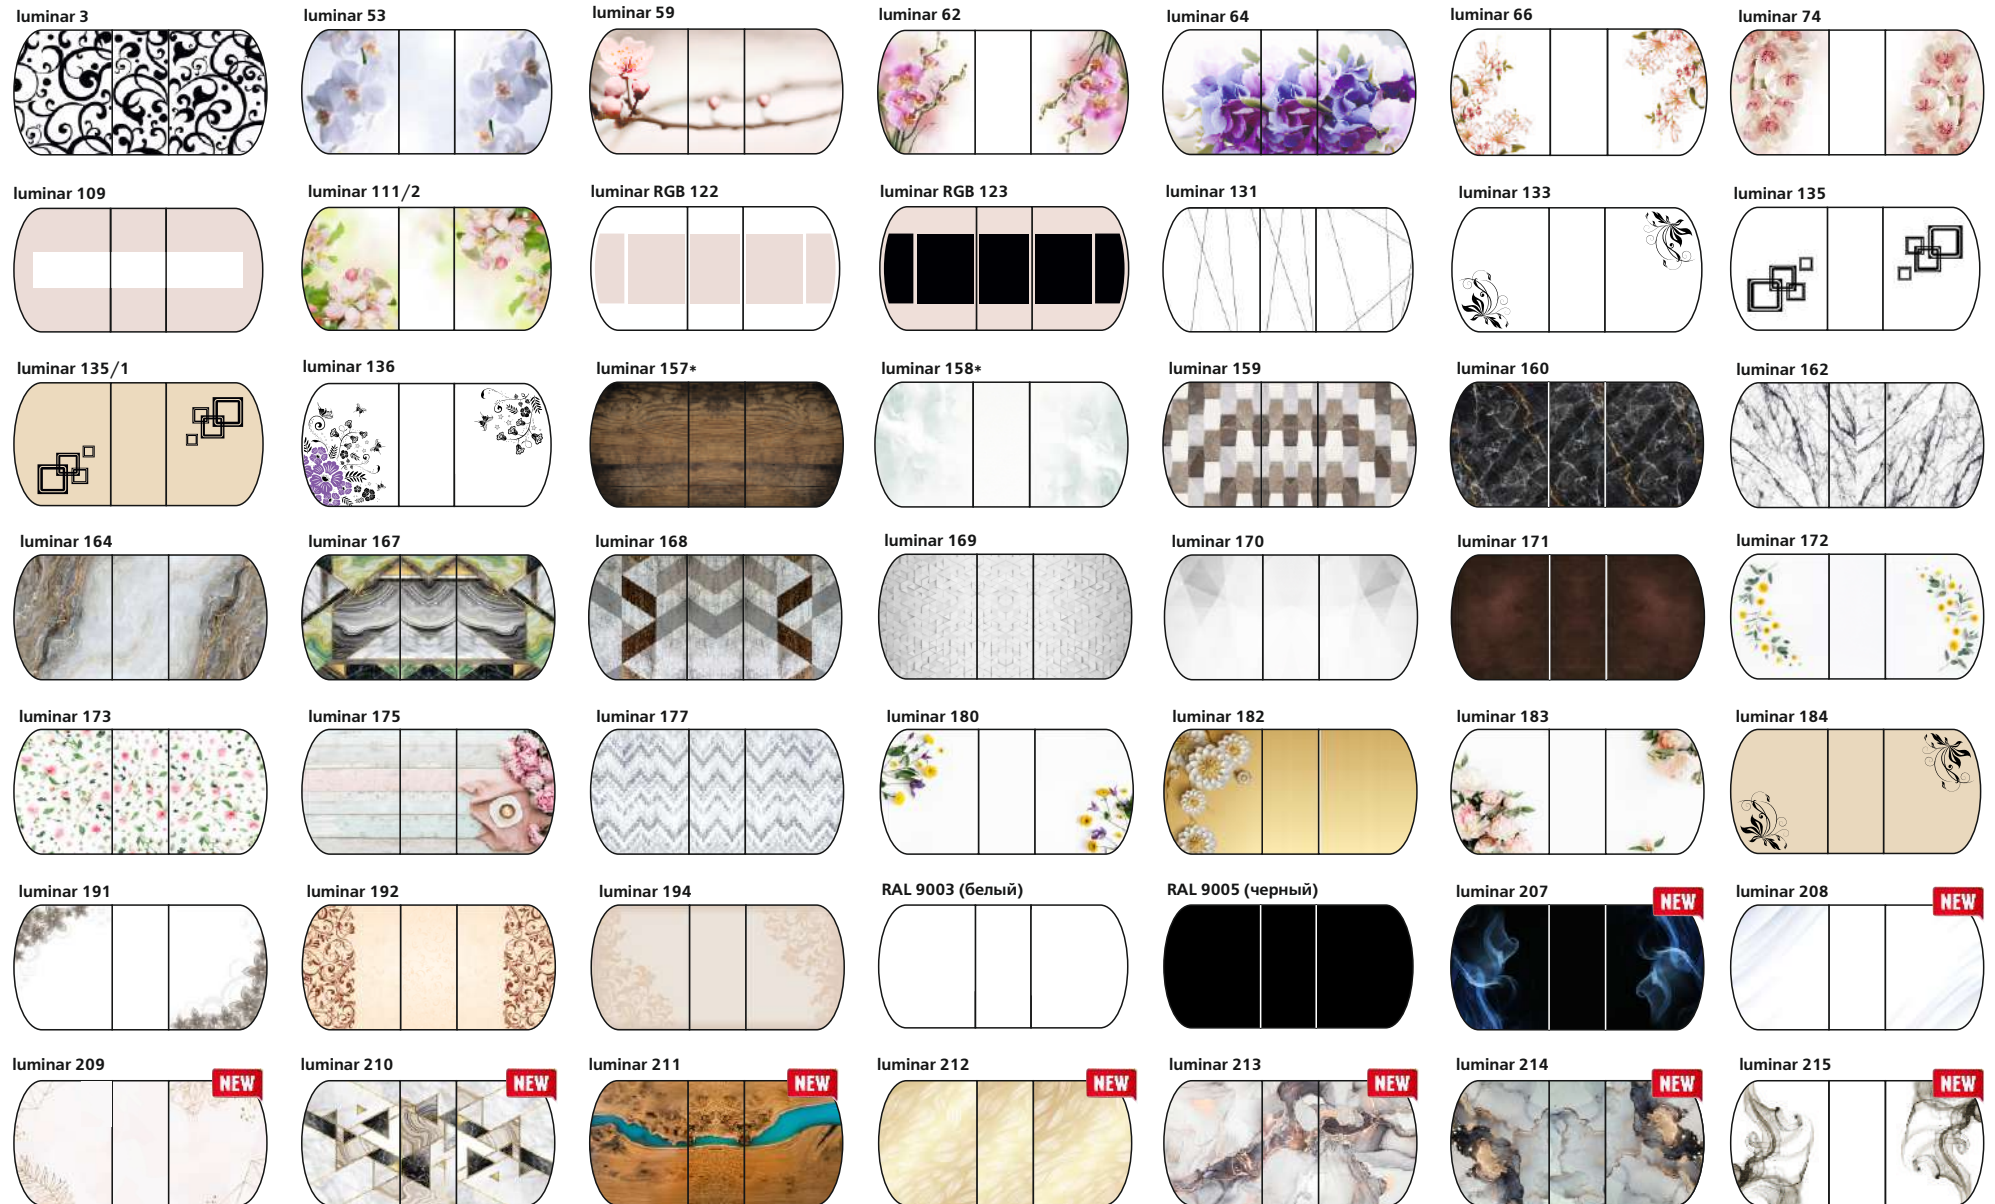 luminar 3
luminar 53
luminar 59
luminar 62
luminar 64
luminar 66
luminar 74
luminar 109
luminar 111/2
luminar RGB 122
luminar RGB 123
luminar 131
luminar 133
luminar 135
luminar 135/1
luminar 136
luminar 157*
luminar 158*
luminar 159
luminar 160
luminar 162
luminar 164
luminar 167
luminar 168
luminar 169
luminar 170
luminar 171
luminar 172
luminar 173
luminar 175
luminar 177
luminar 180
luminar 182
luminar 183
luminar 184
luminar 191
luminar 192
luminar 194
RAL 9003 (белый)
RAL 9005 (черный)
luminar 207
NEW
luminar 208
NEW
luminar 209
NEW
luminar 210
NEW
luminar 211
NEW
luminar 212
NEW
luminar 213
NEW
luminar 214
NEW
luminar 215
NEW